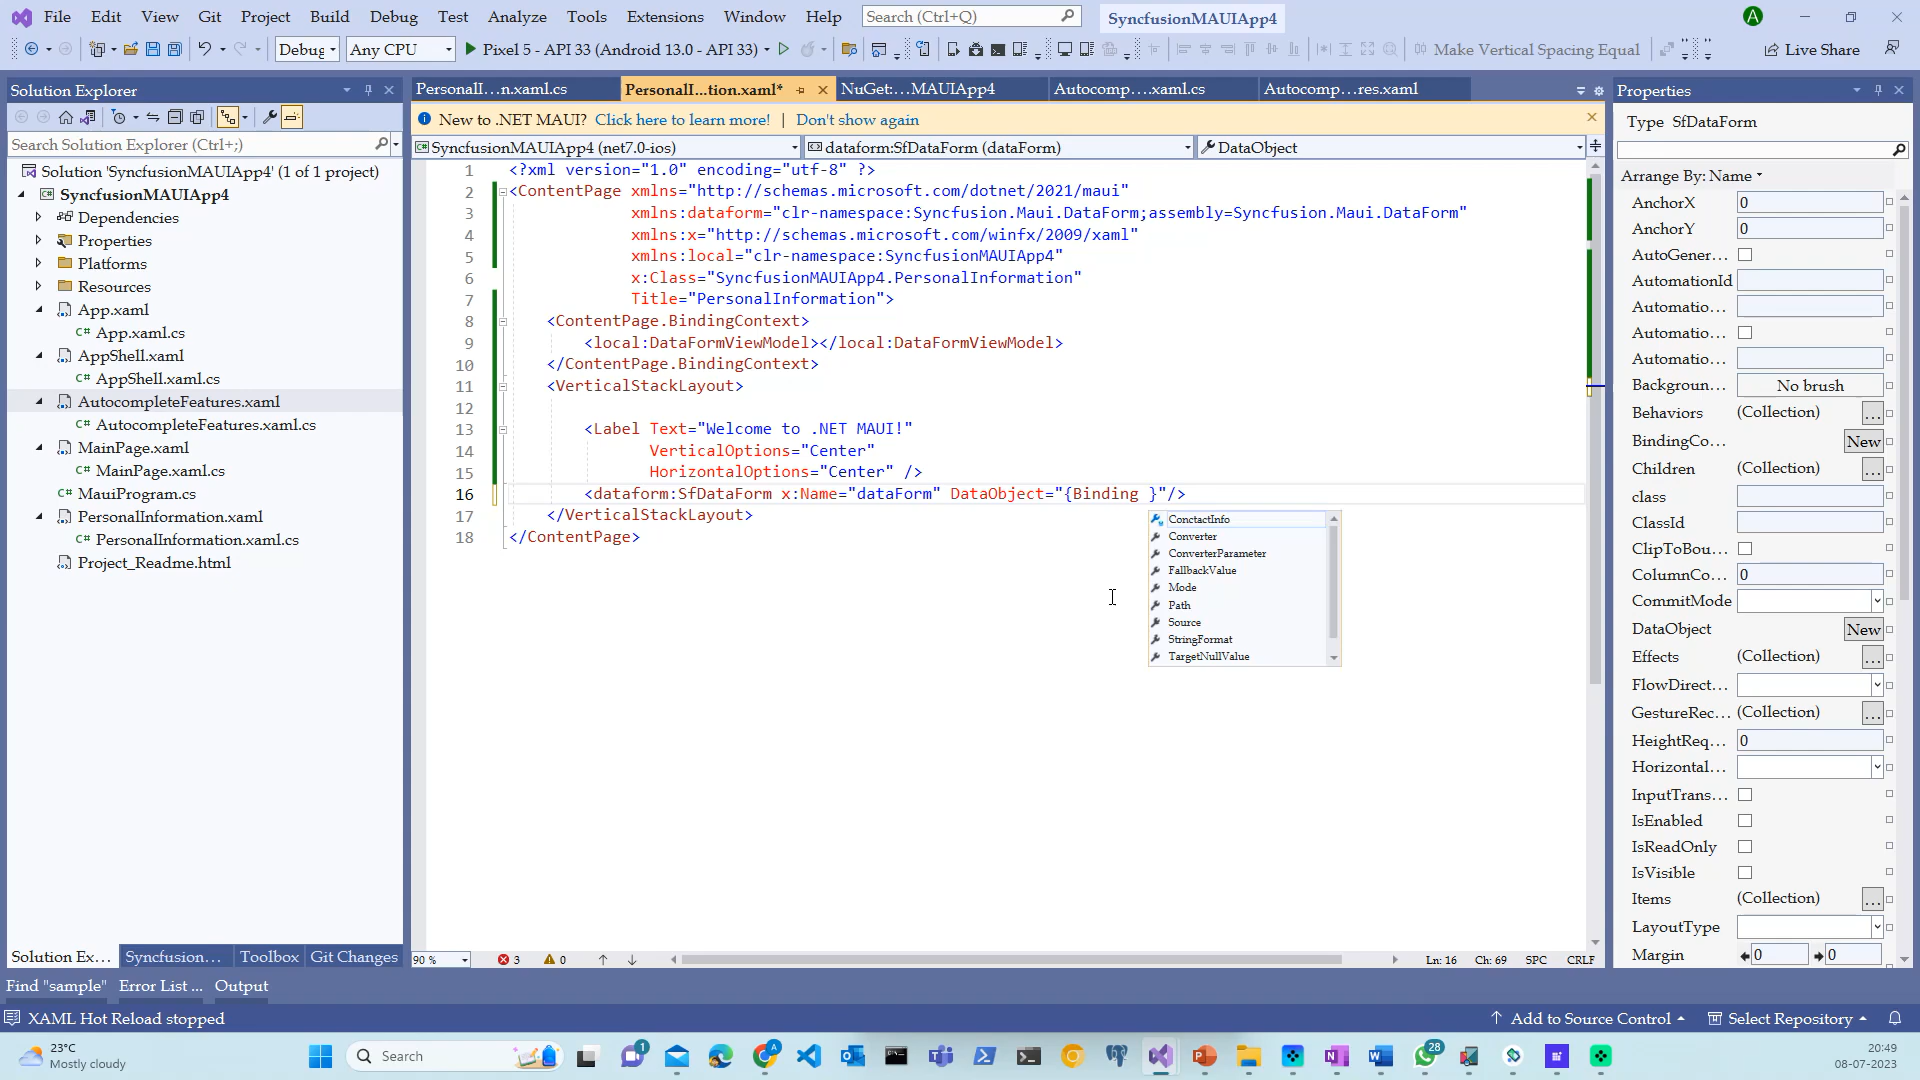 File Edit View Git Project Build Debug Test Analyze Tools Extensions Window Help Search (Ctrl+Q) SyncfusionMAUIApp4 A
Debug Any CPU Pixel 5 - API 33 (Android 13.0 - API 33) Make Vertical Spacing Equal Live Share
Solution Explorer
Search Solution Explorer (Ctrl+;)
Solution 'SyncfusionMAUIApp4' (1 of 1 project)
SyncfusionMAUIApp4
Dependencies
Properties
Platforms
Resources
App.xaml
App.xaml.cs
AppShell.xaml
AppShell.xaml.cs
AutocompleteFeatures.xaml
AutocompleteFeatures.xaml.cs
MainPage.xaml
MainPage.xaml.cs
MauiProgram.cs
PersonalInformation.xaml
PersonalInformation.xaml.cs
Project_Readme.html
Solution Ex... Syncfusion... Toolbox Git Changes
PersonalI...n.xaml.cs PersonalI...tion.xaml* NuGet:...MAUIApp4 Autocomp....xaml.cs Autocomp...res.xaml
New to .NET MAUI? Click here to learn more! | Don't show again
SyncfusionMAUIApp4 (net7.0-ios) dataform:SfDataForm (dataForm) DataObject
1 <?xml version="1.0" encoding="utf-8" ?>
2 <ContentPage xmlns="http://schemas.microsoft.com/dotnet/2021/maui"
3 xmlns:dataform="clr-namespace:Syncfusion.Maui.DataForm;assembly=Syncfusion.Maui.DataForm"
4 xmlns:x="http://schemas.microsoft.com/winfx/2009/xaml"
5 xmlns:local="clr-namespace:SyncfusionMAUIApp4"
6 x:Class="SyncfusionMAUIApp4.PersonalInformation"
7 Title="PersonalInformation">
8 <ContentPage.BindingContext>
9 <local:DataFormViewModel></local:DataFormViewModel>
10 </ContentPage.BindingContext>
11 <VerticalStackLayout>
12
13 <Label Text="Welcome to .NET MAUI!"
14 VerticalOptions="Center"
15 HorizontalOptions="Center" />
16 <dataform:SfDataForm x:Name="dataForm" DataObject="{Binding }"/>
17 </VerticalStackLayout>
18 </ContentPage>
ConctactInfo
Converter
ConverterParameter
FallbackValue
Mode
Path
Source
StringFormat
TargetNullValue
90 % 3 0 Ln: 16 Ch: 69 SPC CRLF
Properties
Type SfDataForm
Arrange By: Name
AnchorX 0
AnchorY 0
AutoGener...
AutomationId
Automatio...
Automatio...
Automatio...
Backgroun... No brush
Behaviors (Collection) ...
BindingCo... New
Children (Collection) ...
class
ClassId
ClipToBou...
ColumnCo... 0
CommitMode
DataObject New
Effects (Collection) ...
FlowDirect...
GestureRec... (Collection) ...
HeightReq... 0
Horizontal...
InputTrans...
IsEnabled
IsReadOnly
IsVisible
Items (Collection) ...
LayoutType
Margin 0 0
Find "sample" Error List ... Output
XAML Hot Reload stopped Add to Source Control Select Repository
23°C
Mostly cloudy
Search
1
A
28
20:49
08-07-2023